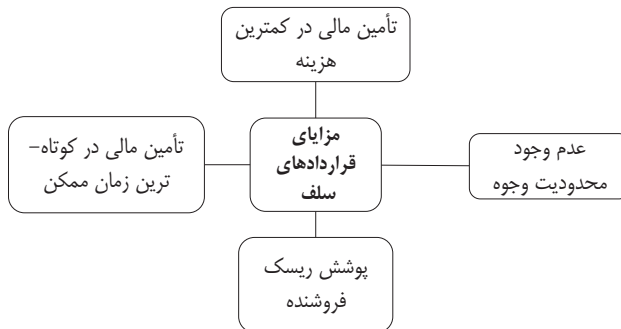 تأمین مالی در کمترین
هزینه
مزایای
قراردادهای
سلف
عدم وجود
محدودیت وجوه
تأمین مالی در کوتاه-
ترین زمان ممکن
پوشش ریسک
فروشنده